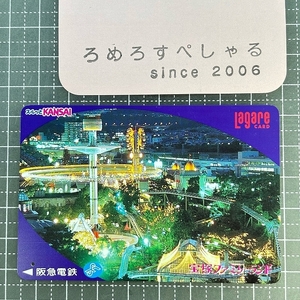 ろめろすぺしゃる
since 2006
スルッとKANSAI
Lagare
CARD
阪急電鉄
宝塚ファミリーランド